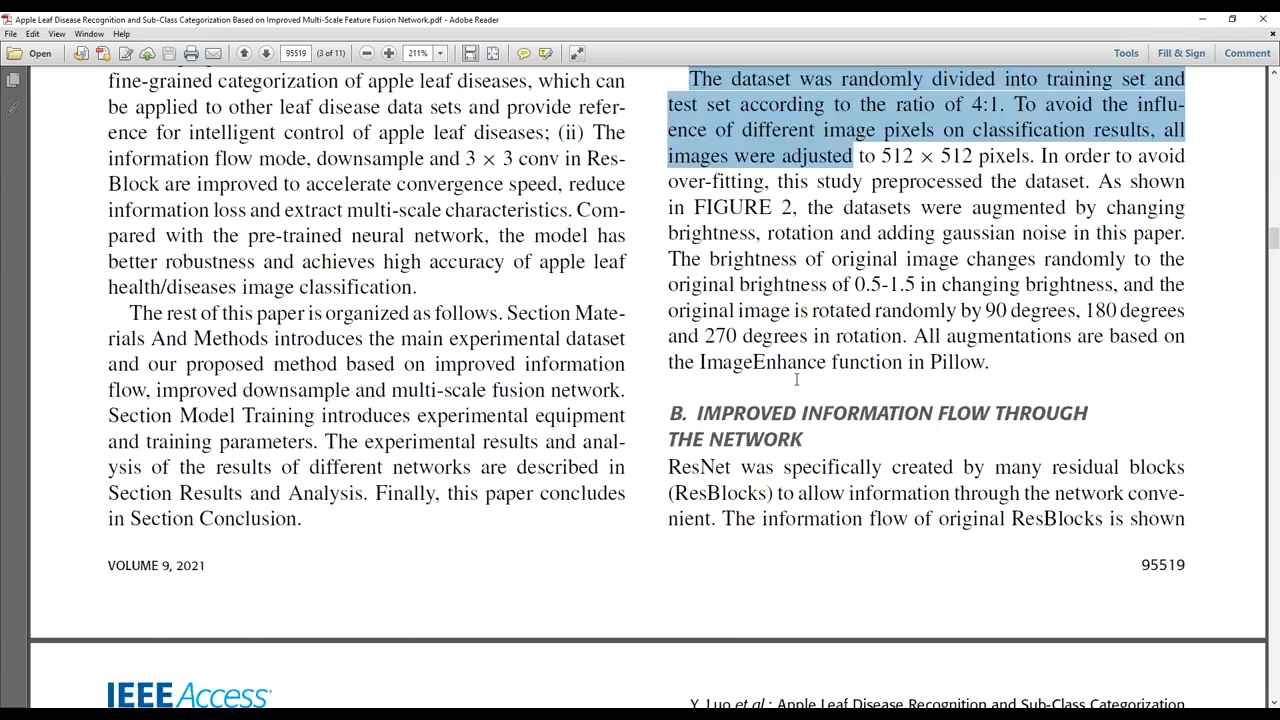 Apple Leaf Disease Recognition and Sub-Class Categorization Based on Improved Multi-Scale Feature Fusion Network.pdf - Adobe Reader
File Edit View Window Help
Open 95519 (3 of 11) 211% Tools Fill & Sign Comment
fine-grained categorization of apple leaf diseases, which can
be applied to other leaf disease data sets and provide refer-
ence for intelligent control of apple leaf diseases; (ii) The
information flow mode, downsample and 3 × 3 conv in Res-
Block are improved to accelerate convergence speed, reduce
information loss and extract multi-scale characteristics. Com-
pared with the pre-trained neural network, the model has
better robustness and achieves high accuracy of apple leaf
health/diseases image classification.
The rest of this paper is organized as follows. Section Mate-
rials And Methods introduces the main experimental dataset
and our proposed method based on improved information
flow, improved downsample and multi-scale fusion network.
Section Model Training introduces experimental equipment
and training parameters. The experimental results and anal-
ysis of the results of different networks are described in
Section Results and Analysis. Finally, this paper concludes
in Section Conclusion.
The dataset was randomly divided into training set and
test set according to the ratio of 4:1. To avoid the influ-
ence of different image pixels on classification results, all
images were adjusted to 512 × 512 pixels. In order to avoid
over-fitting, this study preprocessed the dataset. As shown
in FIGURE 2, the datasets were augmented by changing
brightness, rotation and adding gaussian noise in this paper.
The brightness of original image changes randomly to the
original brightness of 0.5-1.5 in changing brightness, and the
original image is rotated randomly by 90 degrees, 180 degrees
and 270 degrees in rotation. All augmentations are based on
the ImageEnhance function in Pillow.
B. IMPROVED INFORMATION FLOW THROUGH
THE NETWORK
ResNet was specifically created by many residual blocks
(ResBlocks) to allow information through the network conve-
nient. The information flow of original ResBlocks is shown
VOLUME 9, 2021
95519
IEEE Access
Y. Luo et al.: Apple Leaf Disease Recognition and Sub-Class Categorization